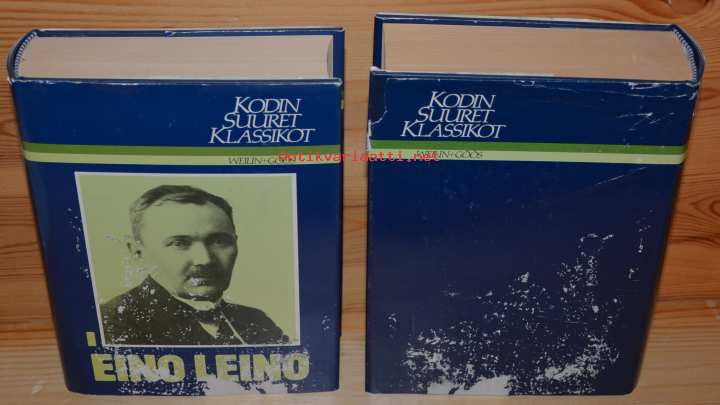 KODIN
SUURET
KLASSIKOT
WEILIN+GÖÖS
I
EINO LEINO
KODIN
SUURET
KLASSIKOT
WEILIN+GÖÖS
antikvariaatti.net